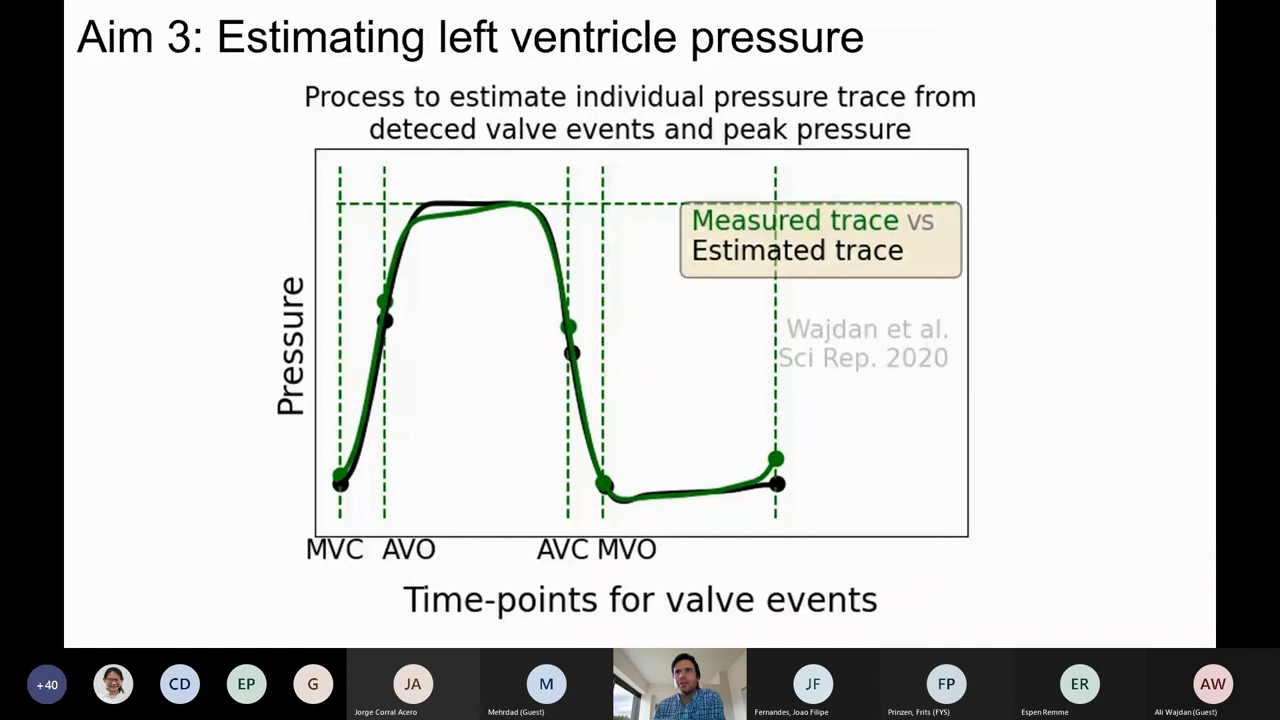 Aim 3: Estimating left ventricle pressure
Process to estimate individual pressure trace from
deteced valve events and peak pressure
Measured trace vs
Estimated trace
Wajdan et al.
Sci Rep. 2020
Pressure
MVC AVO AVC MVO
Time-points for valve events
+40
CD
EP
G
JA
Jorge Corral Acero
M
Mehrdad (Guest)
JF
Fernandes, Joao Filipe
FP
Prinzen, Frits (FYS)
ER
Espen Remme
AW
Ali Wajdan (Guest)